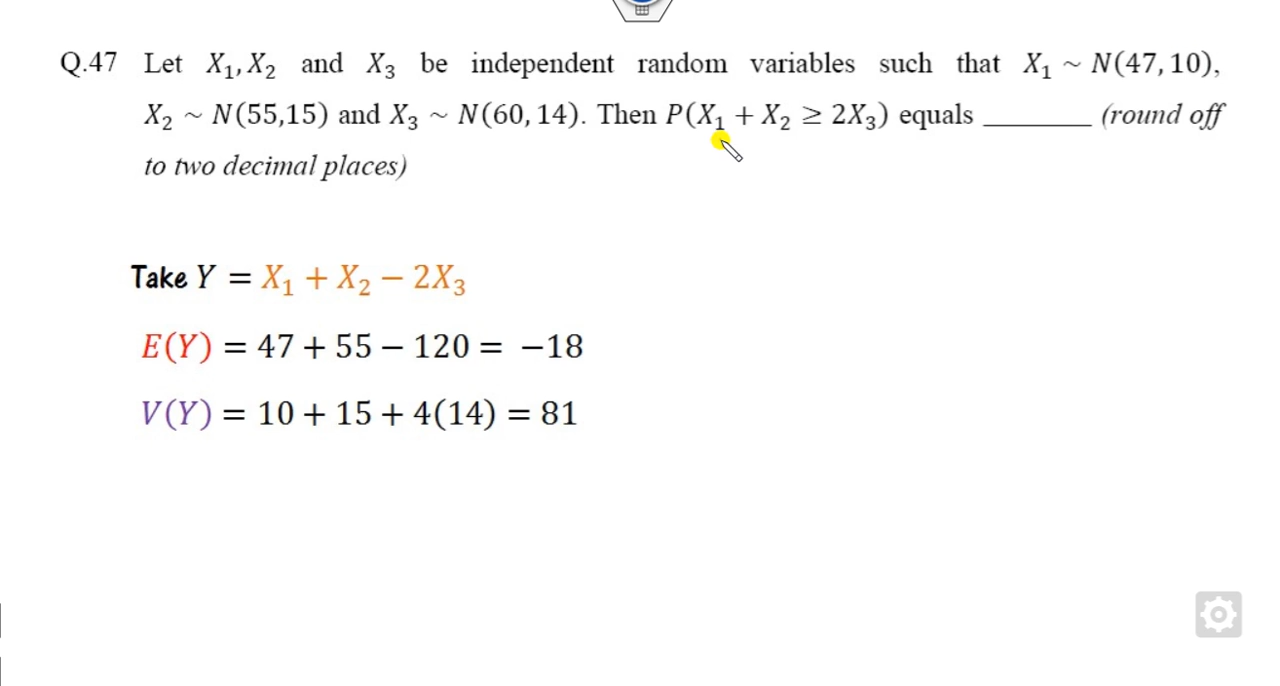 Q.47 Let X₁, X₂ and X₃ be independent random variables such that X₁ ~ N(47, 10),
X₂ ~ N(55,15) and X₃ ~ N(60, 14). Then P(X₁ + X₂ ≥ 2X₃) equals ________ (round off
to two decimal places)
Take Y = X₁ + X₂ − 2X₃
E(Y) = 47 + 55 − 120 = −18
V(Y) = 10 + 15 + 4(14) = 81